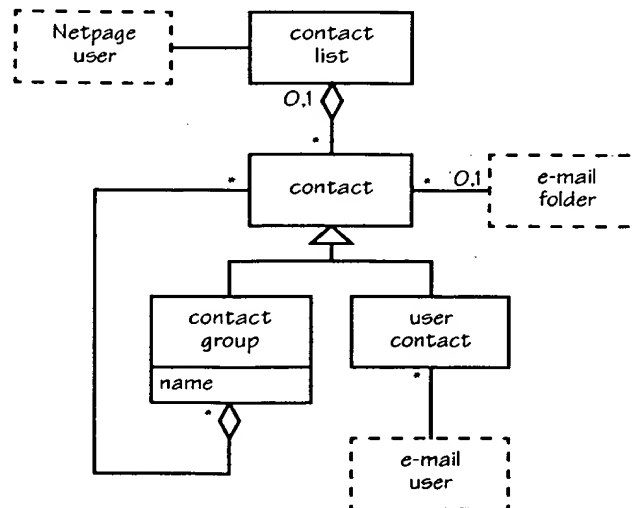 Netpage
user
contact
list
0,1
*
*
contact
*
0,1
e-mail
folder
contact
group
name
*
user
contact
*
e-mail
user